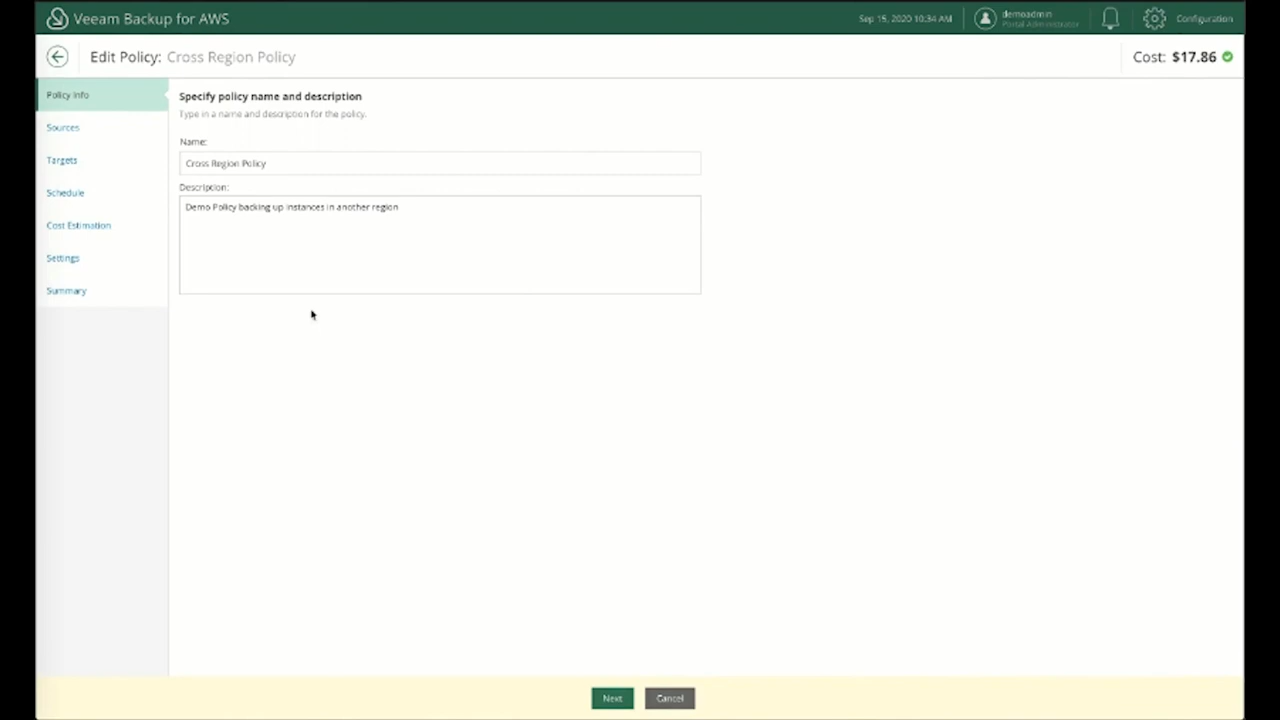 Veeam Backup for AWS
Sep 15, 2020 10:34 AM
demoadmin
Portal Administrator
Configuration
Edit Policy: Cross Region Policy
Cost: $17.86
Policy Info
Sources
Targets
Schedule
Cost Estimation
Settings
Summary
Specify policy name and description
Type in a name and description for the policy.
Name:
Cross Region Policy
Description:
Demo Policy backing up instances in another region
Next
Cancel